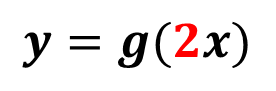 y = g(2x)